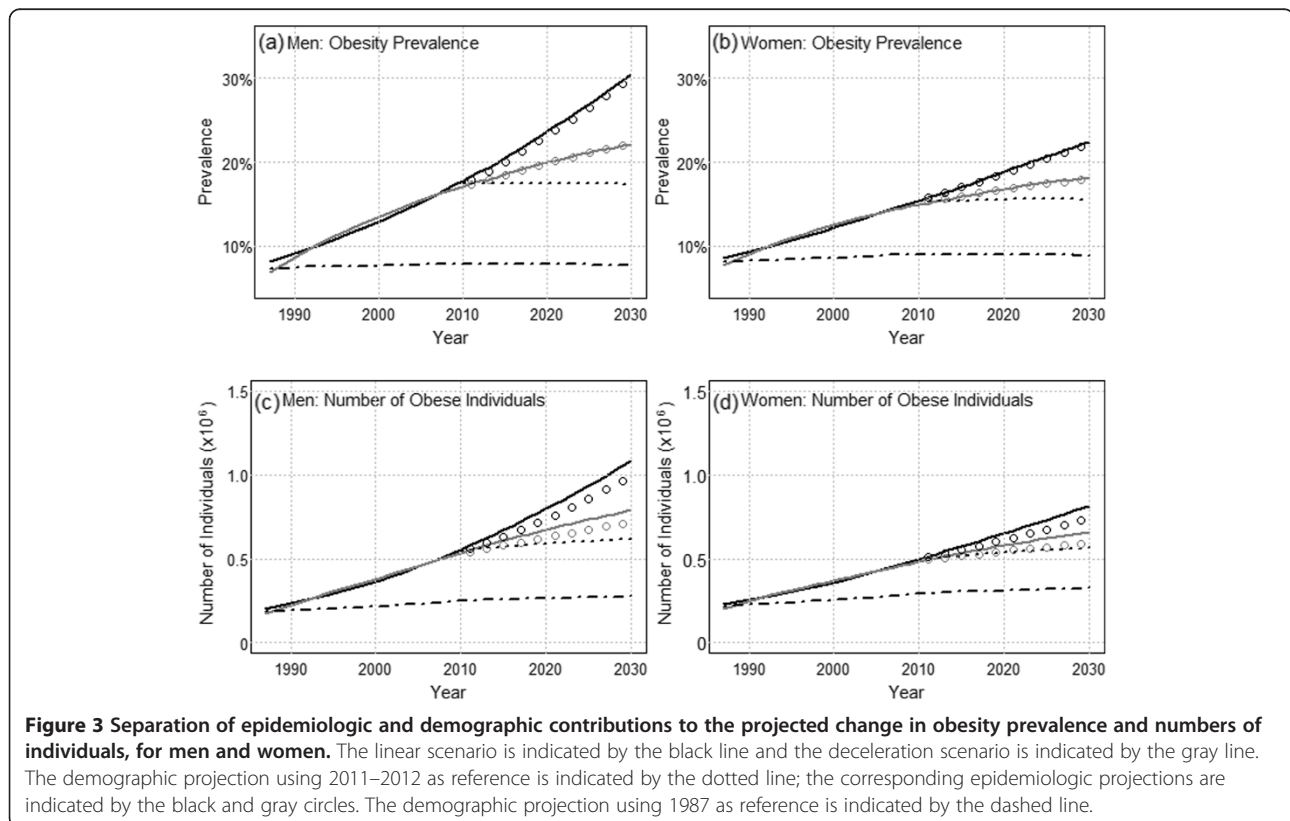 (a) Men: Obesity Prevalence
30%
20%
10%
Prevalence
1990 2000 2010 2020 2030
Year
(b) Women: Obesity Prevalence
30%
20%
10%
Prevalence
1990 2000 2010 2020 2030
Year
(c) Men: Number of Obese Individuals
1.5
1.0
0.5
0
Number of Individuals (x10⁶)
1990 2000 2010 2020 2030
Year
(d) Women: Number of Obese Individuals
1.5
1.0
0.5
0
Number of Individuals (x10⁶)
1990 2000 2010 2020 2030
Year
Figure 3 Separation of epidemiologic and demographic contributions to the projected change in obesity prevalence and numbers of
individuals, for men and women. The linear scenario is indicated by the black line and the deceleration scenario is indicated by the gray line.
The demographic projection using 2011–2012 as reference is indicated by the dotted line; the corresponding epidemiologic projections are
indicated by the black and gray circles. The demographic projection using 1987 as reference is indicated by the dashed line.